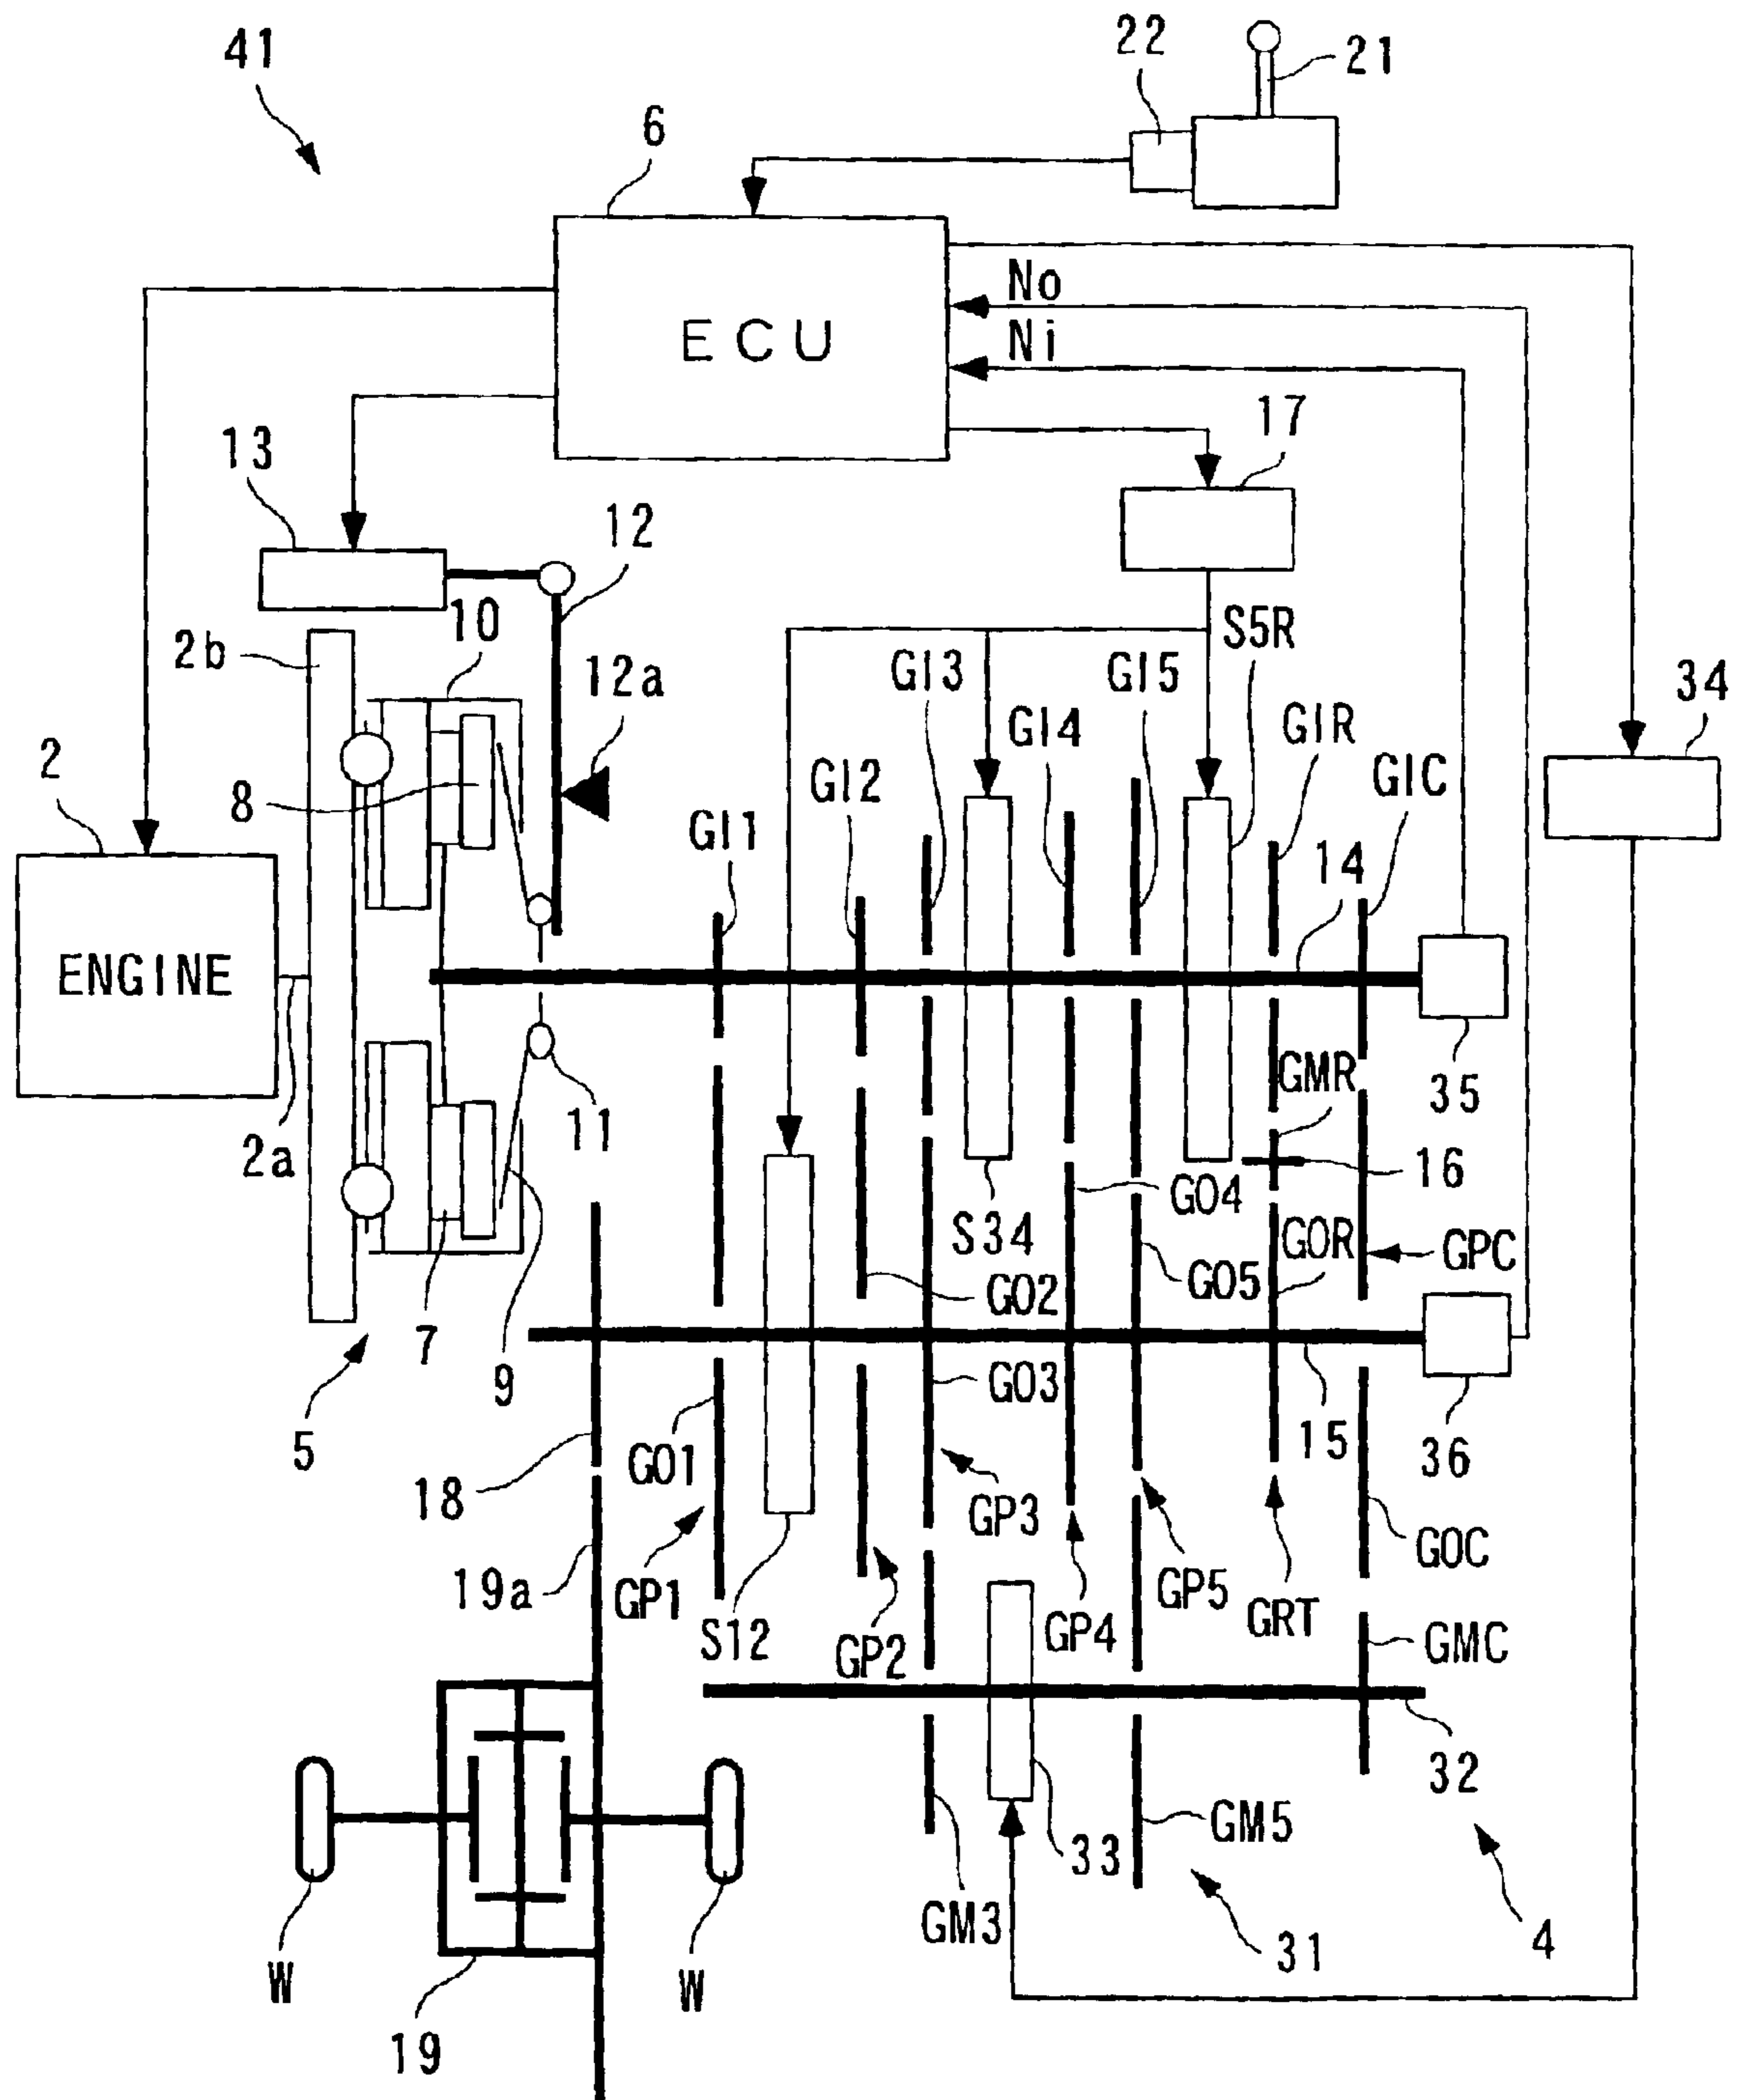 41
22
21
6
No
Ni
ECU
17
13
12
10
S5R
2b
GI3
GI5
12a
34
GI4
GIR
2
GI2
GIC
8
GI1
14
ENGINE
GMR
35
11
2a
16
GO4
S34
GOR
GPC
GO2
GO5
7
9
GO3
5
GO1
15
36
18
GP3
GOC
19a
GP1
GP5
GRT
S12
GP4
GMC
GP2
32
GM5
33
GM3
4
31
W
W
19